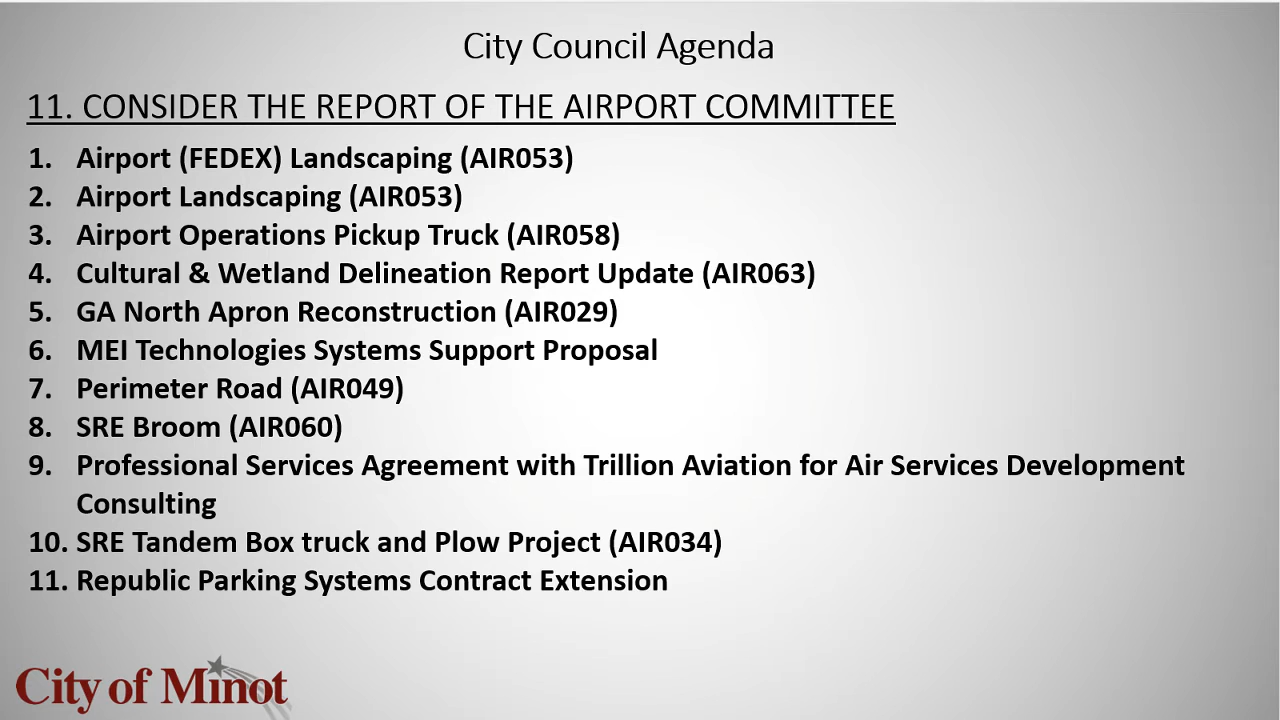 City Council Agenda
11. CONSIDER THE REPORT OF THE AIRPORT COMMITTEE
1. Airport (FEDEX) Landscaping (AIR053)
2. Airport Landscaping (AIR053)
3. Airport Operations Pickup Truck (AIR058)
4. Cultural & Wetland Delineation Report Update (AIR063)
5. GA North Apron Reconstruction (AIR029)
6. MEI Technologies Systems Support Proposal
7. Perimeter Road (AIR049)
8. SRE Broom (AIR060)
9. Professional Services Agreement with Trillion Aviation for Air Services Development
Consulting
10. SRE Tandem Box truck and Plow Project (AIR034)
11. Republic Parking Systems Contract Extension
City of Minot